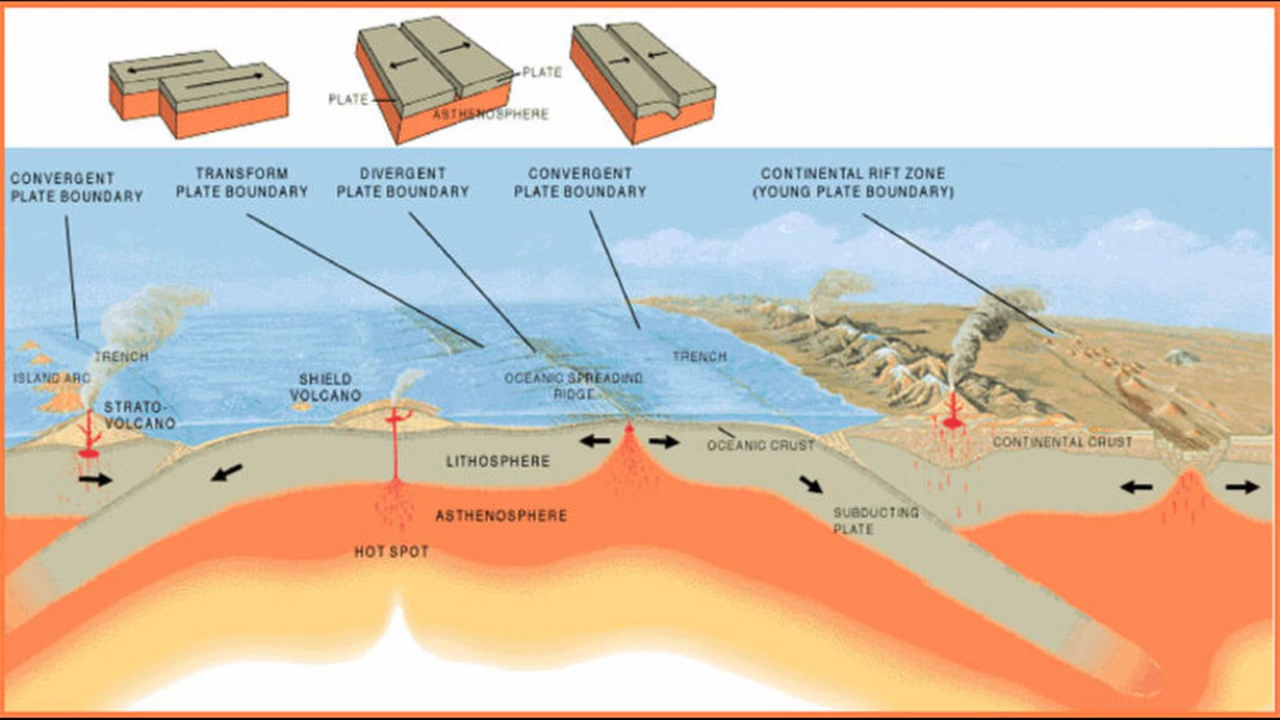 PLATE
PLATE
ASTHENOSPHERE
CONVERGENT
PLATE BOUNDARY
TRANSFORM
PLATE BOUNDARY
DIVERGENT
PLATE BOUNDARY
CONVERGENT
PLATE BOUNDARY
CONTINENTAL RIFT ZONE
(YOUNG PLATE BOUNDARY)
TRENCH
ISLAND ARC
STRATO-
VOLCANO
SHIELD
VOLCANO
OCEANIC SPREADING
RIDGE
TRENCH
LITHOSPHERE
OCEANIC CRUST
CONTINENTAL CRUST
ASTHENOSPHERE
SUBDUCTING
PLATE
HOT SPOT